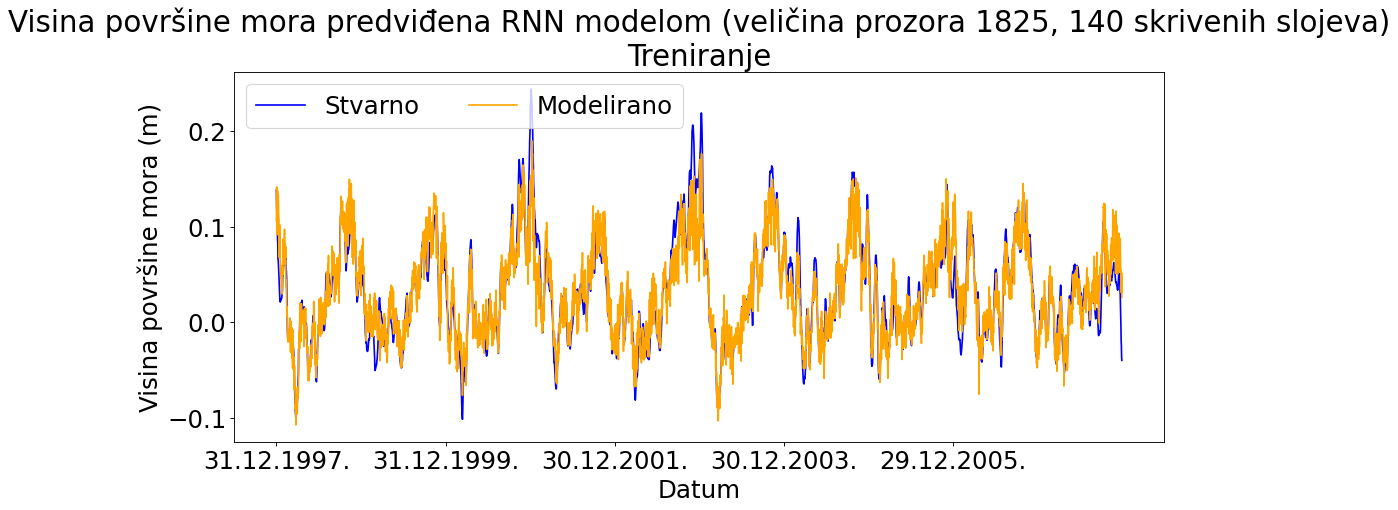 Visina površine mora predviđena RNN modelom (veličina prozora 1825, 140 skrivenih slojeva)
Treniranje
Stvarno
Modelirano
Visina površine mora (m)
0.2
0.1
0.0
−0.1
31.12.1997.
31.12.1999.
30.12.2001.
30.12.2003.
29.12.2005.
Datum